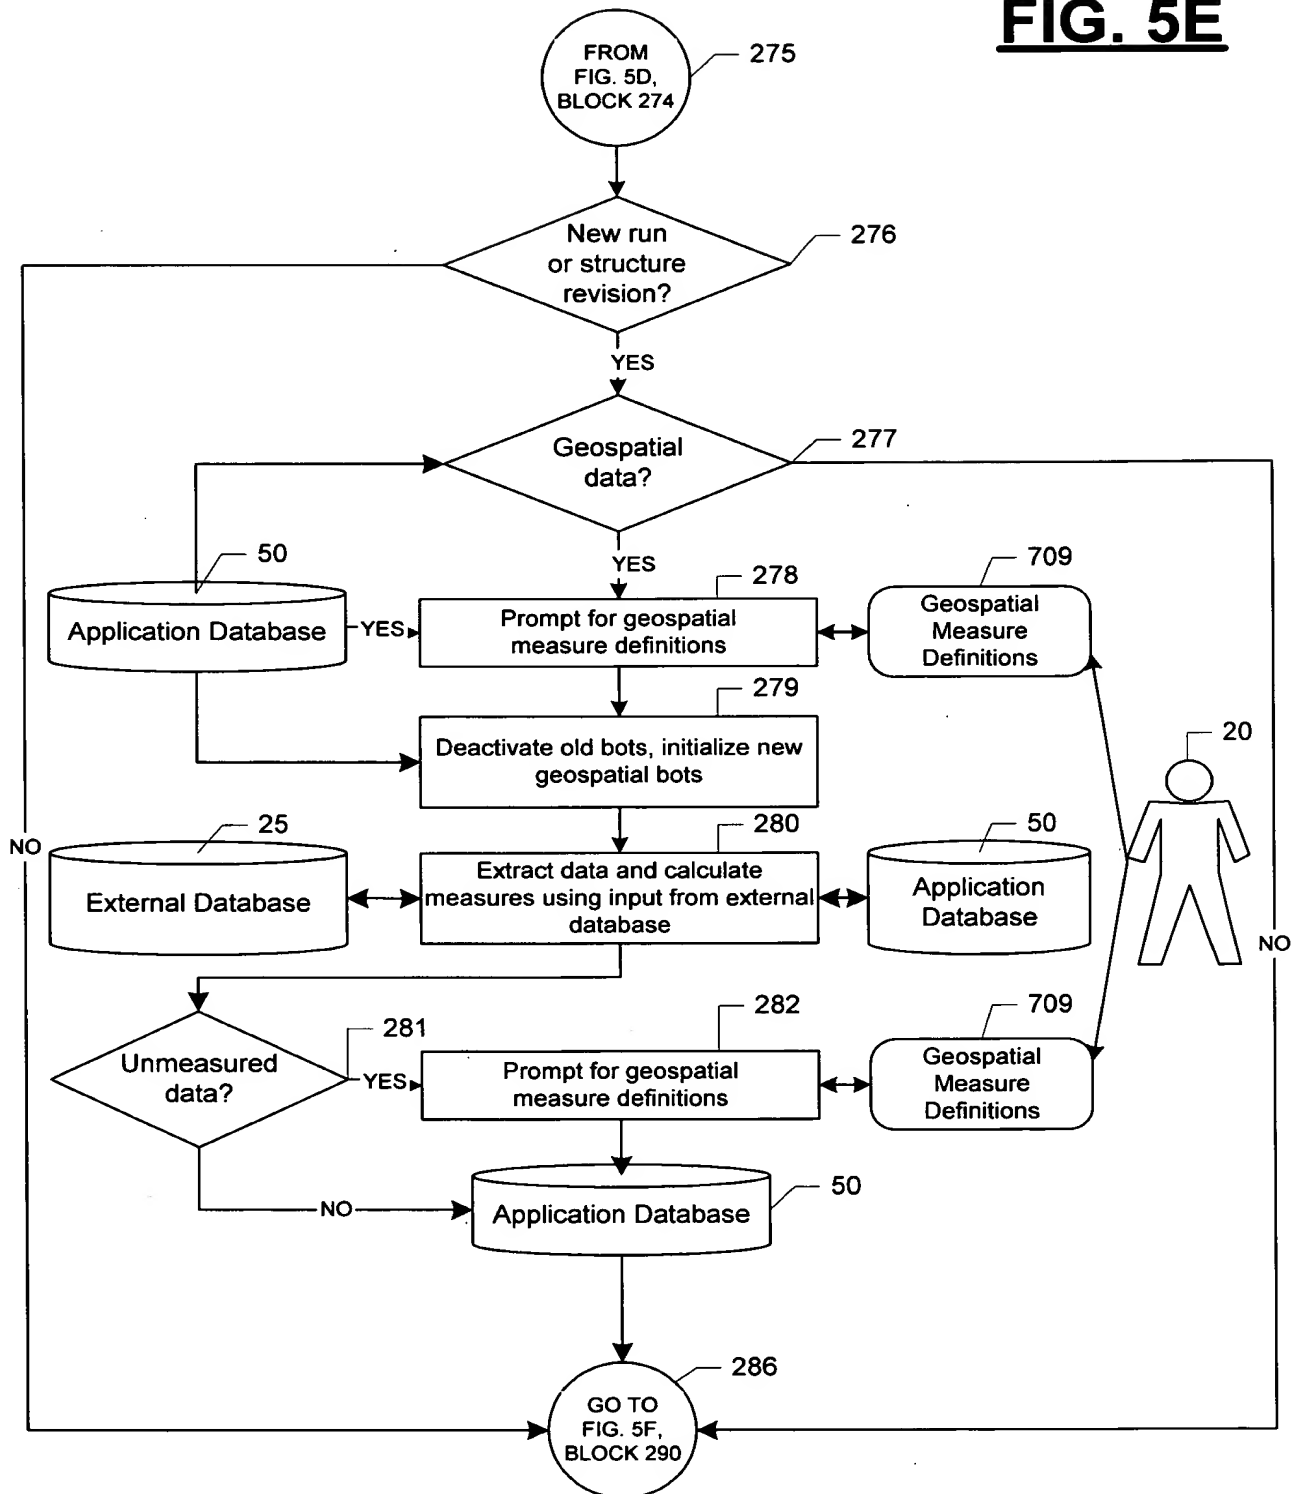 FIG. 5E
FROM
FIG. 5D,
BLOCK 274
275
New run
or structure
revision?
276
YES
Geospatial
data?
277
YES
50
Application Database
YES
278
Prompt for geospatial
measure definitions
709
Geospatial
Measure
Definitions
279
Deactivate old bots, initialize new
geospatial bots
20
NO
25
External Database
280
Extract data and calculate
measures using input from external
database
50
Application
Database
NO
Unmeasured
data?
281
YES
282
Prompt for geospatial
measure definitions
709
Geospatial
Measure
Definitions
NO
Application Database
50
GO TO
FIG. 5F,
BLOCK 290
286